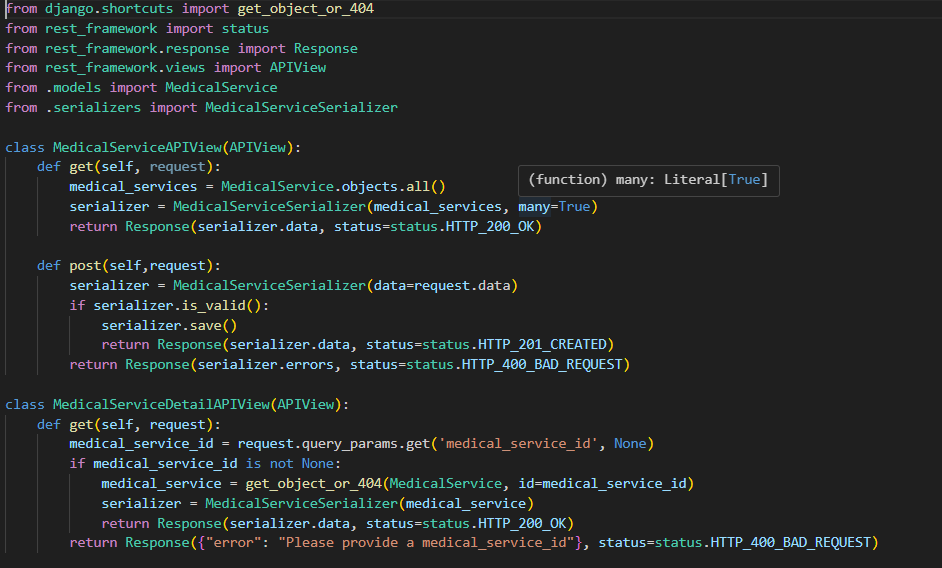 from django.shortcuts import get_object_or_404
from rest_framework import status
from rest_framework.response import Response
from rest_framework.views import APIView
from .models import MedicalService
from .serializers import MedicalServiceSerializer

class MedicalServiceAPIView(APIView):
    def get(self, request):
        medical_services = MedicalService.objects.all()
(function) many: Literal[True]
        serializer = MedicalServiceSerializer(medical_services, many=True)
        return Response(serializer.data, status=status.HTTP_200_OK)

    def post(self,request):
        serializer = MedicalServiceSerializer(data=request.data)
        if serializer.is_valid():
            serializer.save()
            return Response(serializer.data, status=status.HTTP_201_CREATED)
        return Response(serializer.errors, status=status.HTTP_400_BAD_REQUEST)

class MedicalServiceDetailAPIView(APIView):
    def get(self, request):
        medical_service_id = request.query_params.get('medical_service_id', None)
        if medical_service_id is not None:
            medical_service = get_object_or_404(MedicalService, id=medical_service_id)
            serializer = MedicalServiceSerializer(medical_service)
            return Response(serializer.data, status=status.HTTP_200_OK)
        return Response({"error": "Please provide a medical_service_id"}, status=status.HTTP_400_BAD_REQUEST)